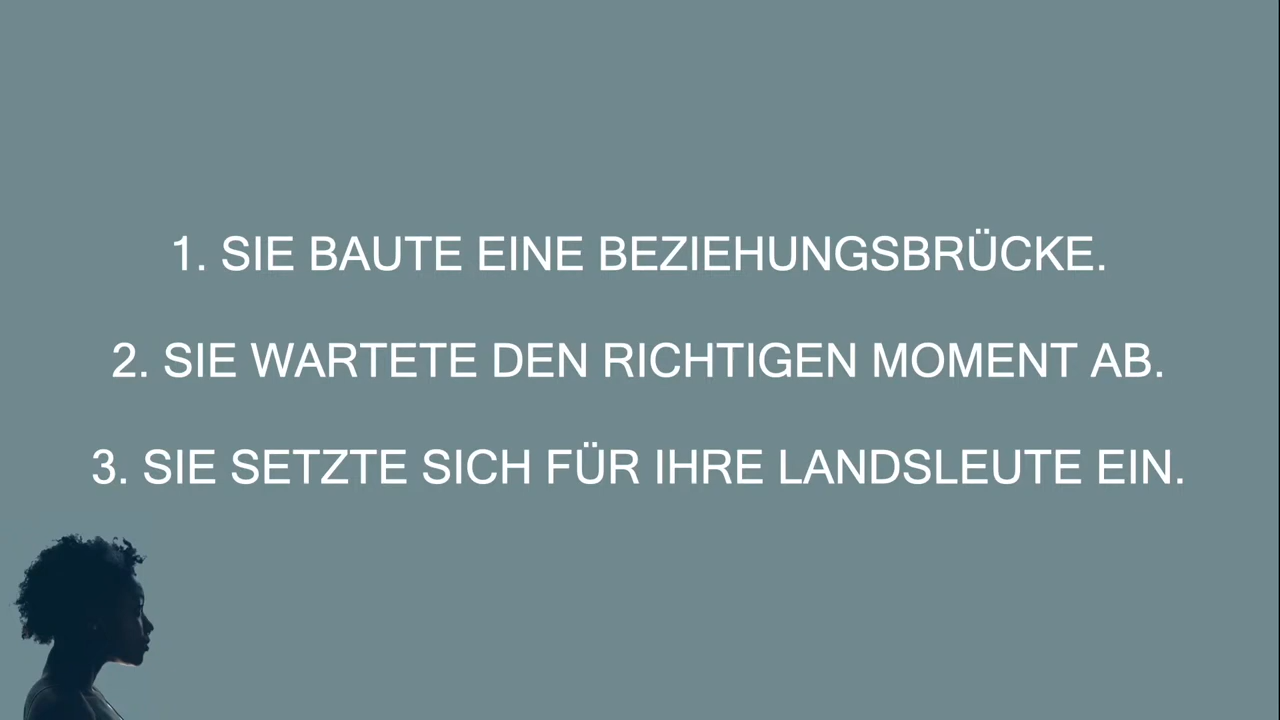 1. SIE BAUTE EINE BEZIEHUNGSBRÜCKE.
2. SIE WARTETE DEN RICHTIGEN MOMENT AB.
3. SIE SETZTE SICH FÜR IHRE LANDSLEUTE EIN.